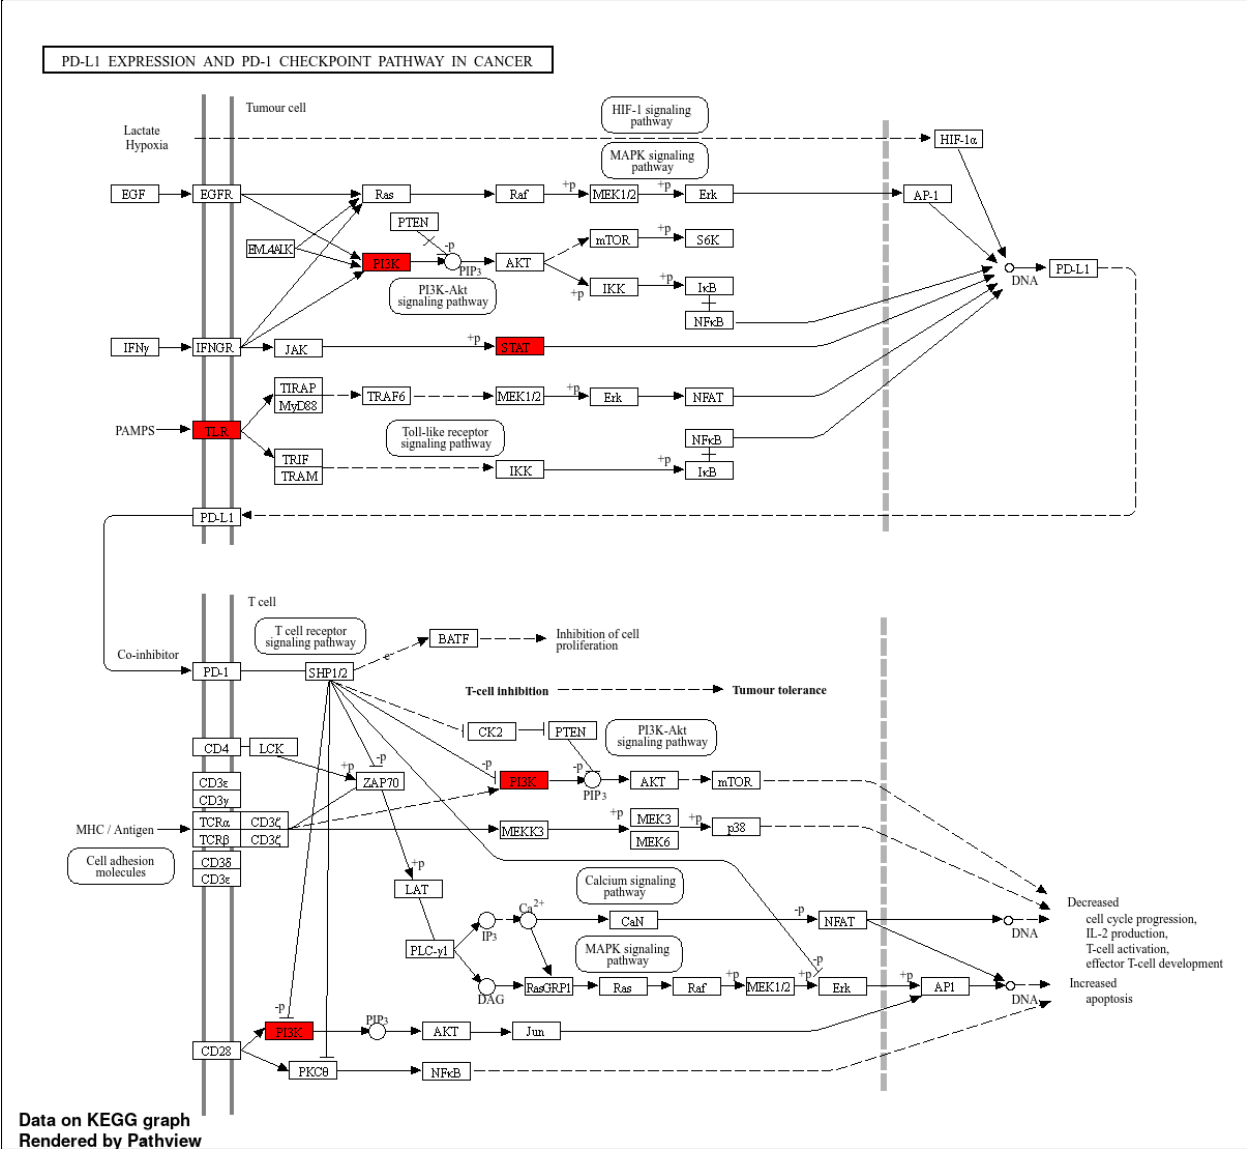 PD-L1 EXPRESSION AND PD-1 CHECKPOINT PATHWAY IN CANCER
Tumour cell
HIF-1 signaling
pathway
Lactate
Hypoxia
HIF-1α
MAPK signaling
pathway
EGF
EGFR
Ras
Raf
+p
MEK1/2
+p
Erk
AP-1
PTEN
EML4ALK
-p
mTOR
+p
S6K
PI3K
PIP3
AKT
DNA
PD-L1
PI3K-Akt
signaling pathway
+p
IKK
+p
IκB
NFκB
IFNγ
IFNGR
JAK
+p
STAT
TIRAP
MyD88
TRAF6
MEK1/2
+p
Erk
NFAT
PAMPS
TLR
Toll-like receptor
signaling pathway
NFκB
TRIF
TRAM
IKK
+p
IκB
PD-L1
T cell
T cell receptor
signaling pathway
BATF
Inhibition of cell
proliferation
e
Co-inhibitor
PD-1
SHP1/2
T-cell inhibition
Tumour tolerance
CK2
PTEN
PI3K-Akt
signaling pathway
CD4
LCK
+p
-p
ZAP70
-p
PI3K
-p
PIP3
AKT
mTOR
CD3ε
CD3γ
MHC / Antigen
TCRα
CD3ζ
TCRβ
CD3ζ
MEKK3
+p
MEK3
MEK6
+p
p38
Cell adhesion
molecules
CD3δ
CD3ε
+p
LAT
Calcium signaling
pathway
Ca2+
IP3
CaN
-p
NFAT
DNA
Decreased
cell cycle progression,
IL-2 production,
T-cell activation,
effector T-cell development
PLC-γ1
MAPK signaling
pathway
DAG
RasGRP1
Ras
Raf
+p
MEK1/2
+p
-p
Erk
+p
AP1
DNA
Increased
apoptosis
-p
PI3K
PIP3
AKT
Jun
CD28
PKCθ
NFκB
Data on KEGG graph
Rendered by Pathview